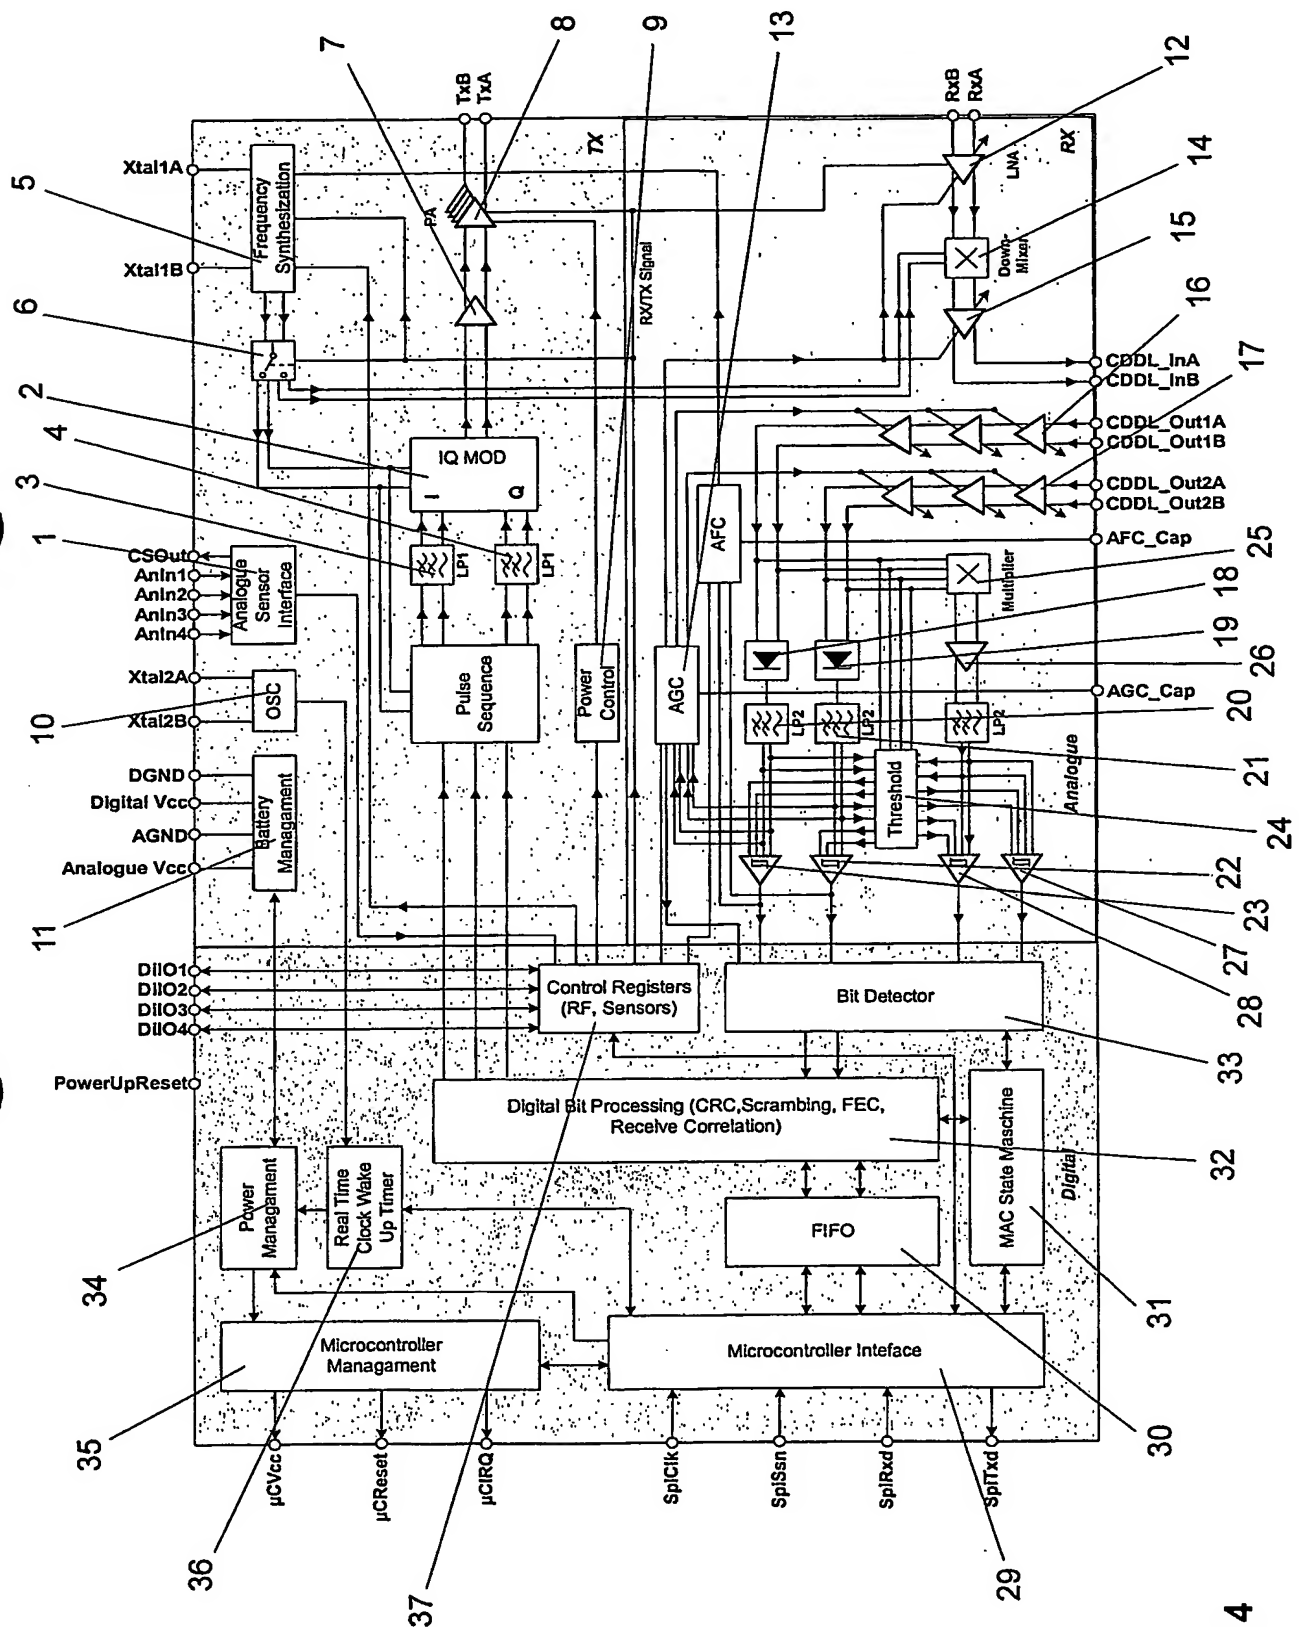 7
8
9
13
TxB
TxA
RxB
RxA
12
5
Xtal1A
Xtal1B
Frequency
Synthesization
PA
TX
RX
LNA
14
15
6
RX/TX Signal
Down-
Mixer
16
CDDL_InA
CDDL_InB
17
2
4
3
IQ MOD
I
Q
CDDL_Out1A
CDDL_Out1B
CDDL_Out2A
CDDL_Out2B
1
CSOut
AnIn1
AnIn2
AnIn3
AnIn4
Analogue
Sensor
Interface
LP1
LP1
AFC
AFC_Cap
25
Multiplier
18
19
10
Xtal2A
Xtal2B
OSC
Pulse
Sequence
Power
Control
AGC
AGC_Cap
26
20
LP2
LP2
LP2
21
11
DGND
Digital Vcc
AGND
Analogue Vcc
Battery
Managament
Threshold
Analogue
24
22
23
27
28
DiIO1
DiIO2
DiIO3
DiIO4
Control Registers
(RF, Sensors)
Bit Detector
33
PowerUpReset
Digital Bit Processing (CRC,Scrambing, FEC,
Receive Correlation)
32
34
Power
Managament
Real Time
Clock Wake
Up Timer
FIFO
MAC State Maschine
Digital
31
35
Microcontroller
Managament
Microcontroller Inteface
30
µCVcc
µCReset
µCIRQ
SpiClk
SpiSsn
SpiRxd
SpiTxd
36
37
29
4